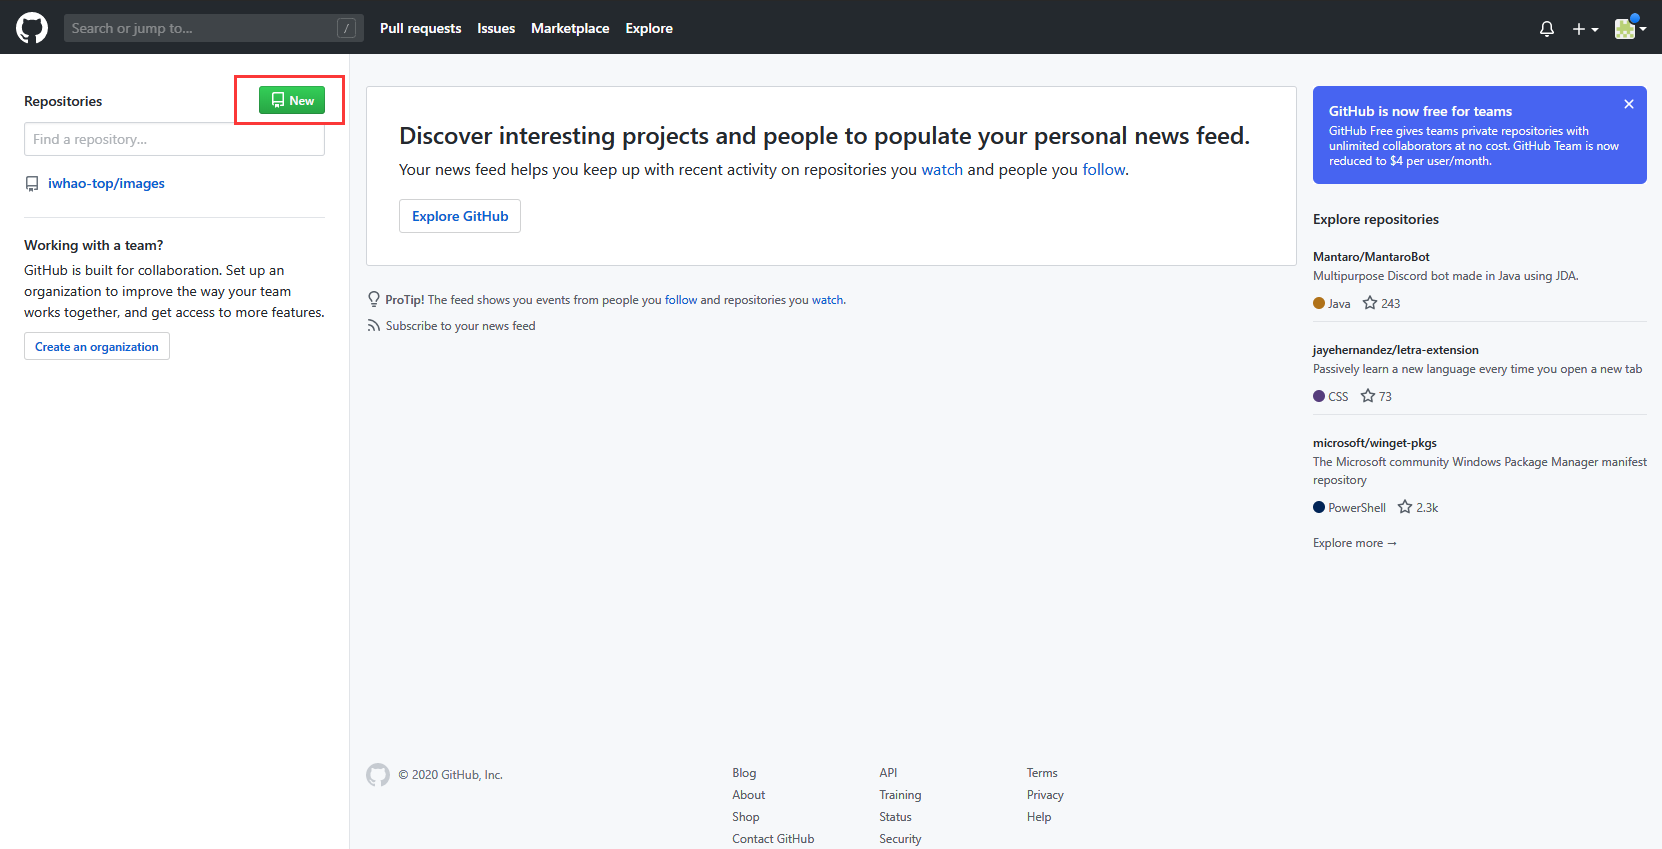 Search or jump to...
/
Pull requests
Issues
Marketplace
Explore
Repositories
New
Find a repository...
iwhao-top/images
Working with a team?
GitHub is built for collaboration. Set up an
organization to improve the way your team
works together, and get access to more features.
Create an organization
Discover interesting projects and people to populate your personal news feed.
Your news feed helps you keep up with recent activity on repositories you watch and people you follow.
Explore GitHub
ProTip! The feed shows you events from people you follow and repositories you watch.
Subscribe to your news feed
GitHub is now free for teams
GitHub Free gives teams private repositories with
unlimited collaborators at no cost. GitHub Team is now
reduced to $4 per user/month.
Explore repositories
Mantaro/MantaroBot
Multipurpose Discord bot made in Java using JDA.
Java 243
jayehernandez/letra-extension
Passively learn a new language every time you open a new tab
CSS 73
microsoft/winget-pkgs
The Microsoft community Windows Package Manager manifest
repository
PowerShell 2.3k
Explore more →
© 2020 GitHub, Inc.
Blog
About
Shop
Contact GitHub
API
Training
Status
Security
Terms
Privacy
Help